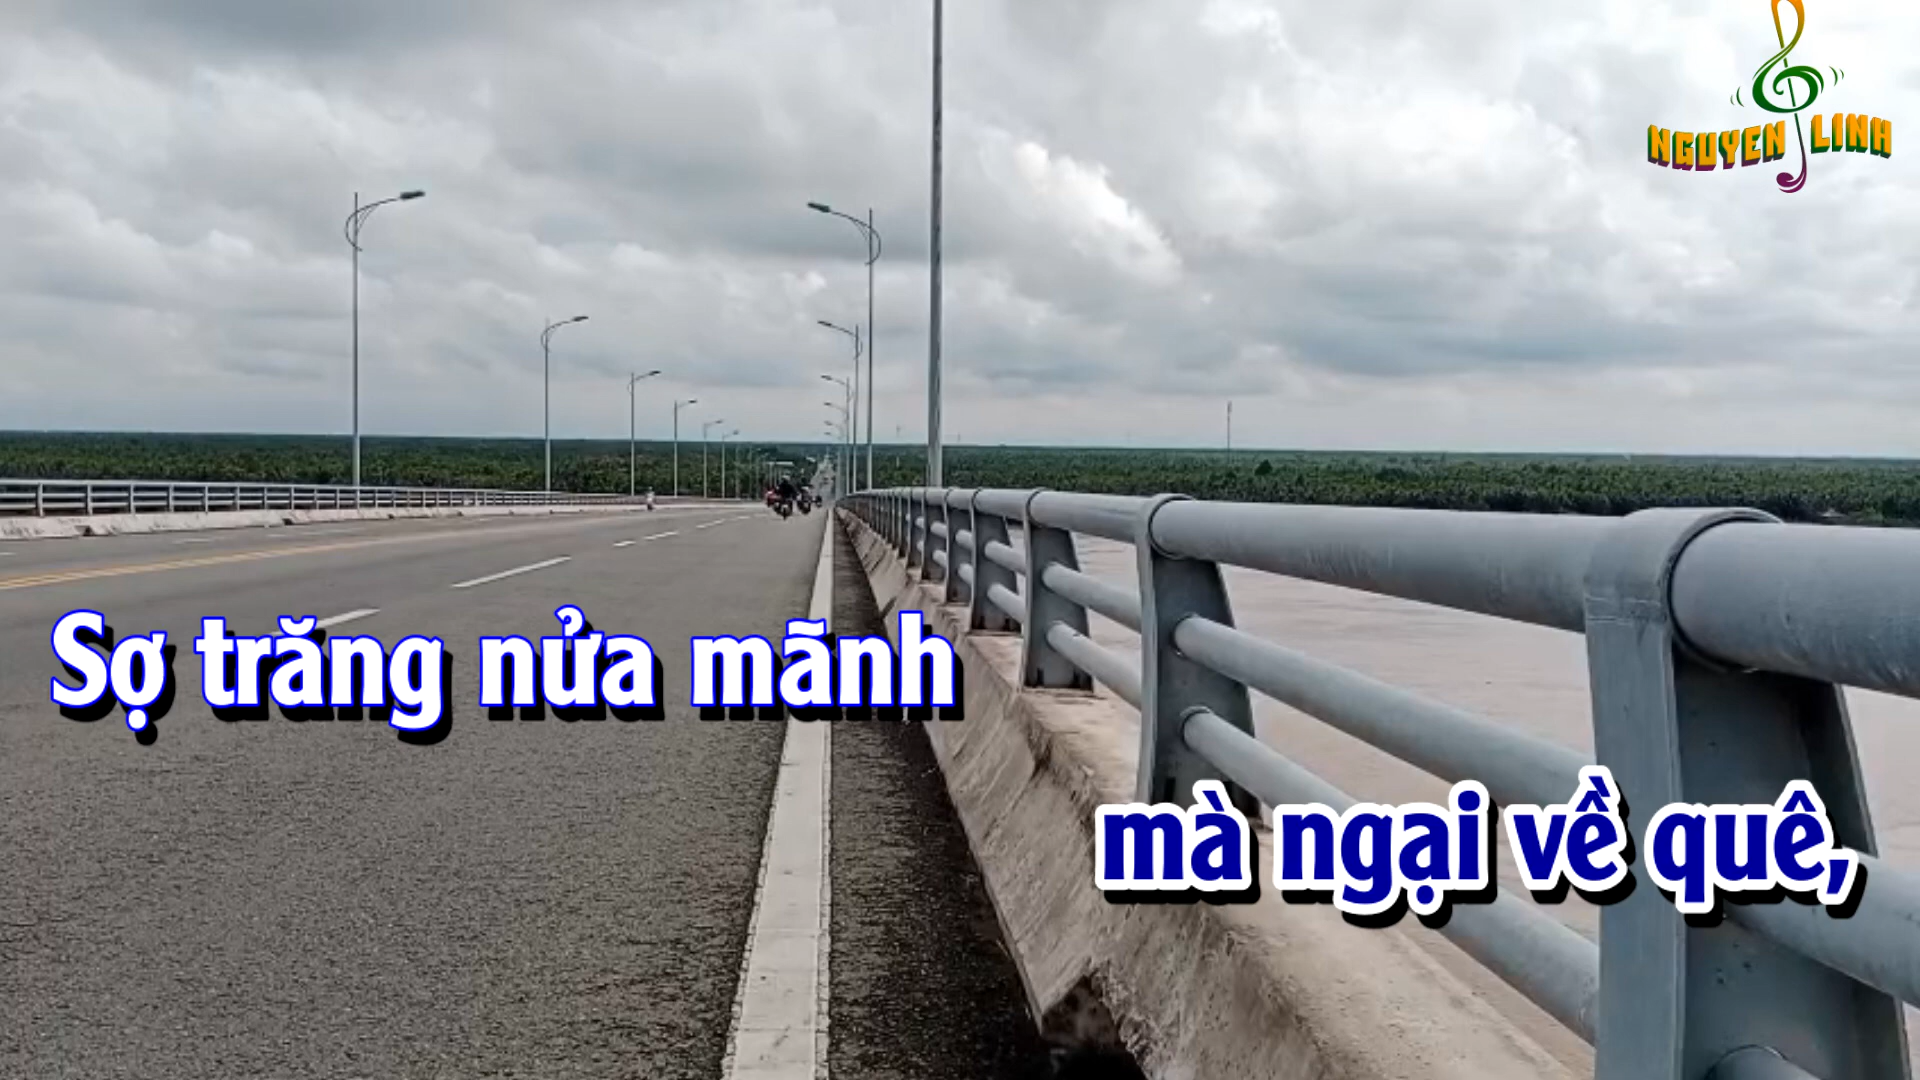 NGUYEN LINH
Sợ trăng nửa mãnh
mà ngại về quê,